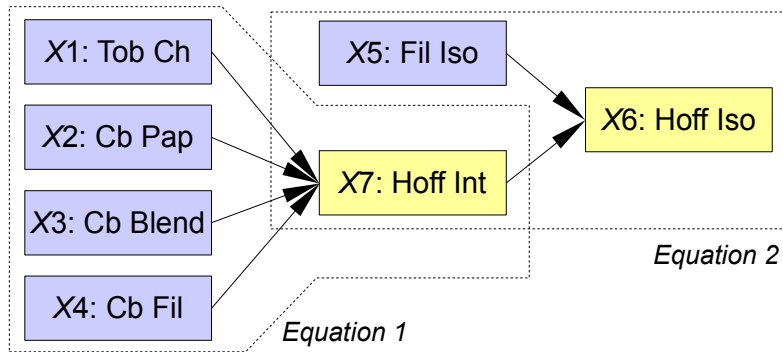 X1: Tob Ch
X2: Cb Pap
X3: Cb Blend
X4: Cb Fil
X5: Fil Iso
X7: Hoff Int
X6: Hoff Iso
Equation 1
Equation 2